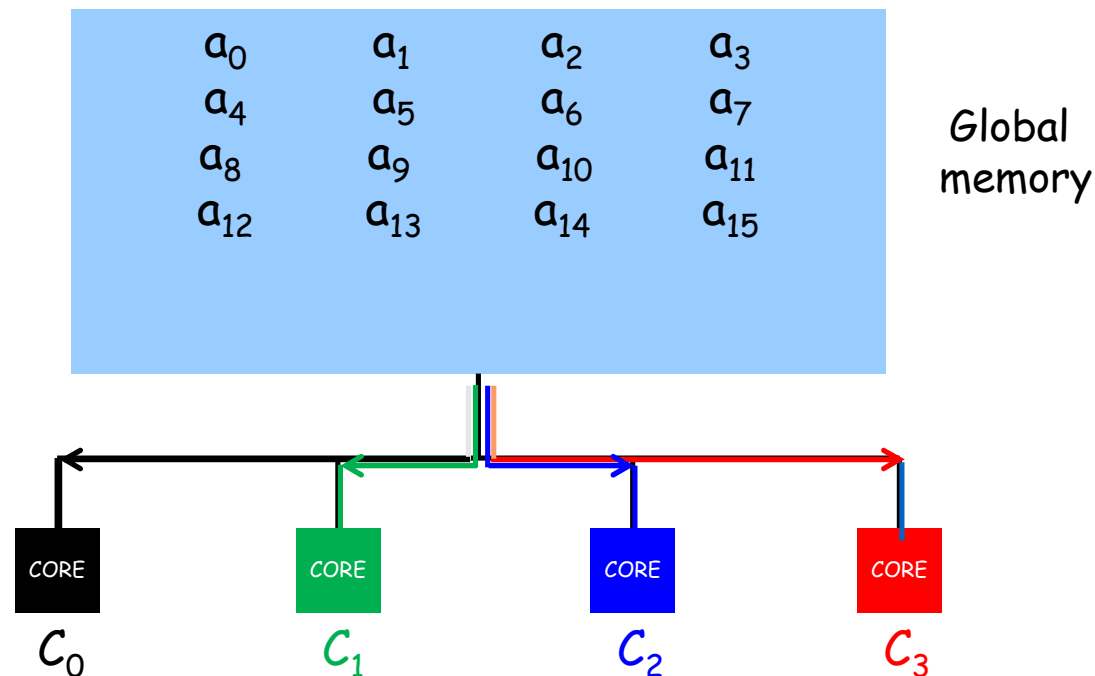 a₀ a₁ a₂ a₃
a₄ a₅ a₆ a₇
a₈ a₉ a₁₀ a₁₁
a₁₂ a₁₃ a₁₄ a₁₅
Global
memory
CORE CORE CORE CORE
C₀ C₁ C₂ C₃